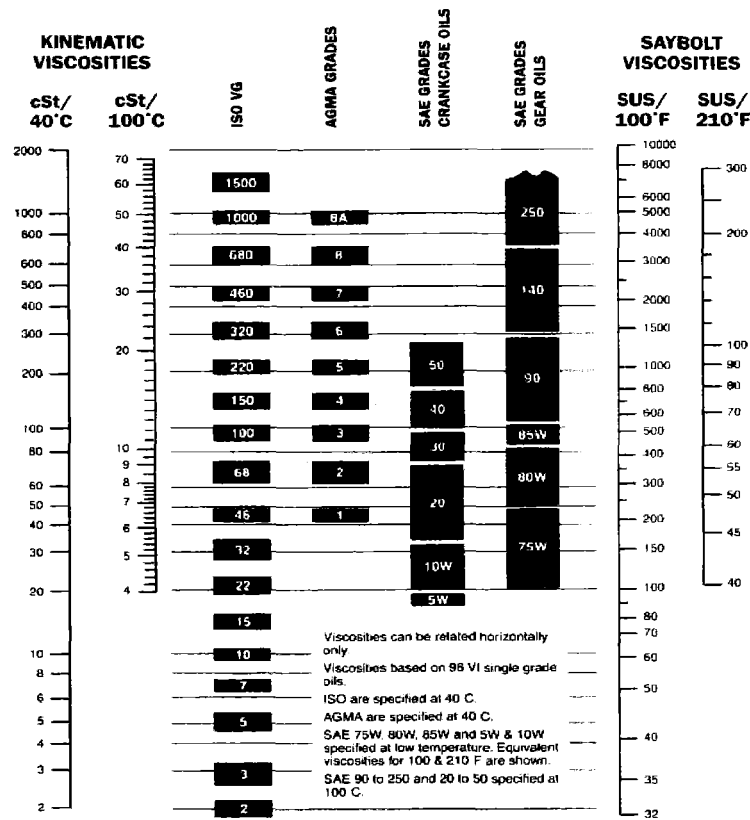 KINEMATIC
VISCOSITIES
cSt/
40°C
2000
1000
800
600
500
400
300
200
100
80
60
50
40
30
20
10
8
6
5
4
3
2
cSt/
100°C
70
60
50
40
30
20
10
9
8
7
6
5
4
ISO VG
1500
1000
680
460
320
220
150
100
68
46
32
22
15
10
7
5
3
2
AGMA GRADES
8A
8
7
6
5
4
3
2
1
SAE GRADES
CRANKCASE OILS
50
40
30
20
10W
5W
SAE GRADES
GEAR OILS
250
140
90
85W
80W
75W
SAYBOLT
VISCOSITIES
SUS/
100°F
10000
8000
6000
5000
4000
3000
2000
1500
1000
800
600
500
400
300
200
150
100
80
70
60
50
40
35
32
SUS/
210°F
300
200
100
90
80
70
60
55
50
45
40
Viscosities can be related horizontally
only.
Viscosities based on 96 VI single grade
oils.
ISO are specified at 40 C.
AGMA are specified at 40 C.
SAE 75W, 80W, 85W and 5W & 10W
specified at low temperature. Equivalent
viscosities for 100 & 210 F are shown.
SAE 90 to 250 and 20 to 50 specified at
100 C.